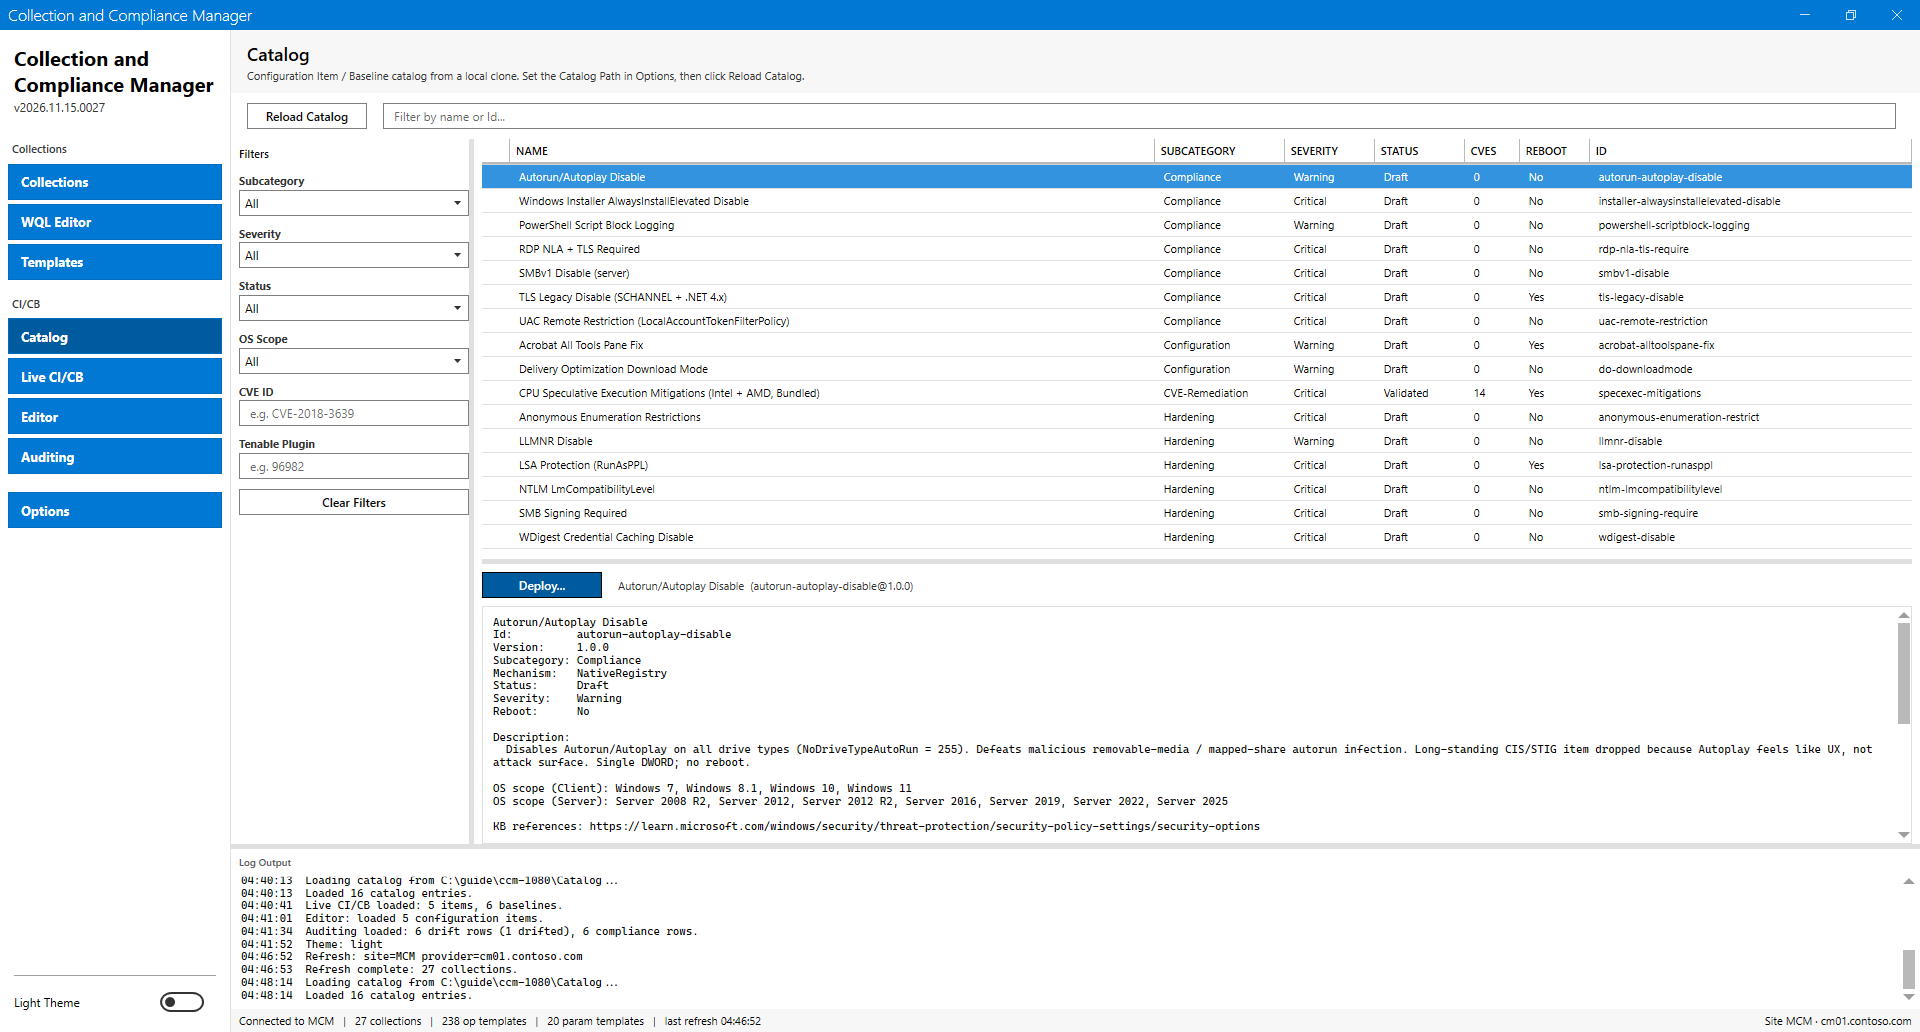 Collection and Compliance Manager
Collection and
Compliance Manager
v2026.11.15.0027
Collections
Collections
WQL Editor
Templates
CI/CB
Catalog
Live CI/CB
Editor
Auditing
Options
Light Theme
Catalog
Configuration Item / Baseline catalog from a local clone. Set the Catalog Path in Options, then click Reload Catalog.
Reload Catalog
Filter by name or Id...
Filters
Subcategory
All
Severity
All
Status
All
OS Scope
All
CVE ID
e.g. CVE-2018-3639
Tenable Plugin
e.g. 96982
Clear Filters
NAME SUBCATEGORY SEVERITY STATUS CVES REBOOT ID
Autorun/Autoplay Disable Compliance Warning Draft 0 No autorun-autoplay-disable
Windows Installer AlwaysInstallElevated Disable Compliance Critical Draft 0 No installer-alwaysinstallelevated-disable
PowerShell Script Block Logging Compliance Warning Draft 0 No powershell-scriptblock-logging
RDP NLA + TLS Required Compliance Critical Draft 0 No rdp-nla-tls-require
SMBv1 Disable (server) Compliance Critical Draft 0 No smbv1-disable
TLS Legacy Disable (SCHANNEL + .NET 4.x) Compliance Critical Draft 0 Yes tls-legacy-disable
UAC Remote Restriction (LocalAccountTokenFilterPolicy) Compliance Critical Draft 0 No uac-remote-restriction
Acrobat All Tools Pane Fix Configuration Warning Draft 0 Yes acrobat-alltoolspane-fix
Delivery Optimization Download Mode Configuration Warning Draft 0 No do-downloadmode
CPU Speculative Execution Mitigations (Intel + AMD, Bundled) CVE-Remediation Critical Validated 14 Yes specexec-mitigations
Anonymous Enumeration Restrictions Hardening Critical Draft 0 No anonymous-enumeration-restrict
LLMNR Disable Hardening Warning Draft 0 No llmnr-disable
LSA Protection (RunAsPPL) Hardening Critical Draft 0 Yes lsa-protection-runasppl
NTLM LmCompatibilityLevel Hardening Critical Draft 0 No ntlm-lmcompatibilitylevel
SMB Signing Required Hardening Critical Draft 0 No smb-signing-require
WDigest Credential Caching Disable Hardening Critical Draft 0 No wdigest-disable
Deploy... Autorun/Autoplay Disable (autorun-autoplay-disable@1.0.0)
Autorun/Autoplay Disable
Id: autorun-autoplay-disable
Version: 1.0.0
Subcategory: Compliance
Mechanism: NativeRegistry
Status: Draft
Severity: Warning
Reboot: No
Description:
Disables Autorun/Autoplay on all drive types (NoDriveTypeAutoRun = 255). Defeats malicious removable-media / mapped-share autorun infection. Long-standing CIS/STIG item dropped because Autoplay feels like UX, not
attack surface. Single DWORD; no reboot.
OS scope (Client): Windows 7, Windows 8.1, Windows 10, Windows 11
OS scope (Server): Server 2008 R2, Server 2012, Server 2012 R2, Server 2016, Server 2019, Server 2022, Server 2025
KB references: https://learn.microsoft.com/windows/security/threat-protection/security-policy-settings/security-options
Log Output
04:40:13 Loading catalog from C:\guide\ccm-1080\Catalog...
04:40:13 Loaded 16 catalog entries.
04:40:41 Live CI/CB loaded: 5 items, 6 baselines.
04:41:01 Editor: loaded 5 configuration items.
04:41:34 Auditing loaded: 6 drift rows (1 drifted), 6 compliance rows.
04:41:52 Theme: light
04:46:52 Refresh: site=MCM provider=cm01.contoso.com
04:46:53 Refresh complete: 27 collections.
04:48:14 Loading catalog from C:\guide\ccm-1080\Catalog...
04:48:14 Loaded 16 catalog entries.
Connected to MCM | 27 collections | 238 op templates | 20 param templates | last refresh 04:46:52
Site MCM · cm01.contoso.com